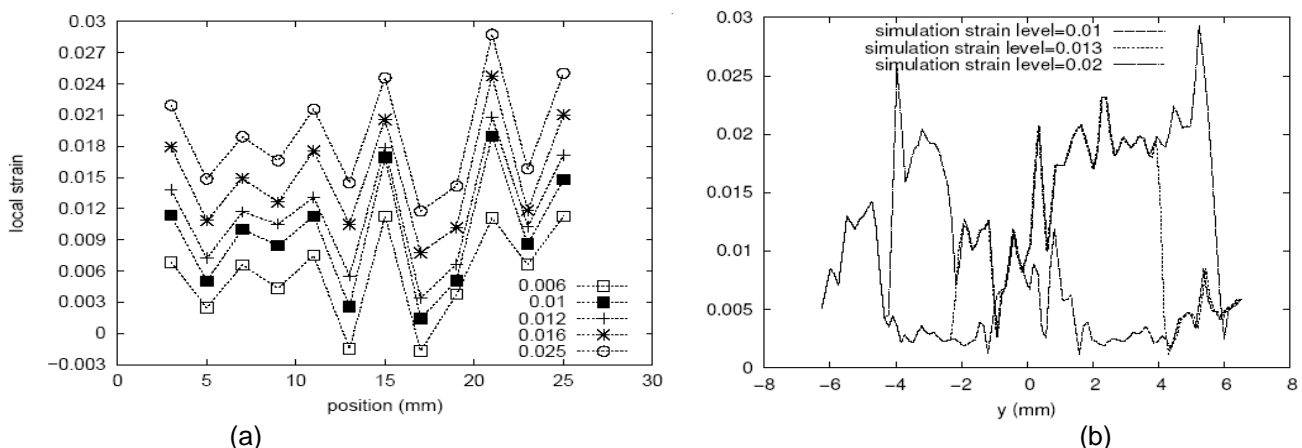 0.03
0.027
0.024
0.021
0.018
0.015
0.012
0.009
0.006
0.003
0
−0.003
local strain
0.006
0.01
0.012
0.016
0.025
0 5 10 15 20 25 30
position (mm)
(a)
simulation strain level=0.01
simulation strain level=0.013
simulation strain level=0.02
0.03
0.025
0.02
0.015
0.01
0.005
0
−8 −6 −4 −2 0 2 4 6 8
y (mm)
(b)